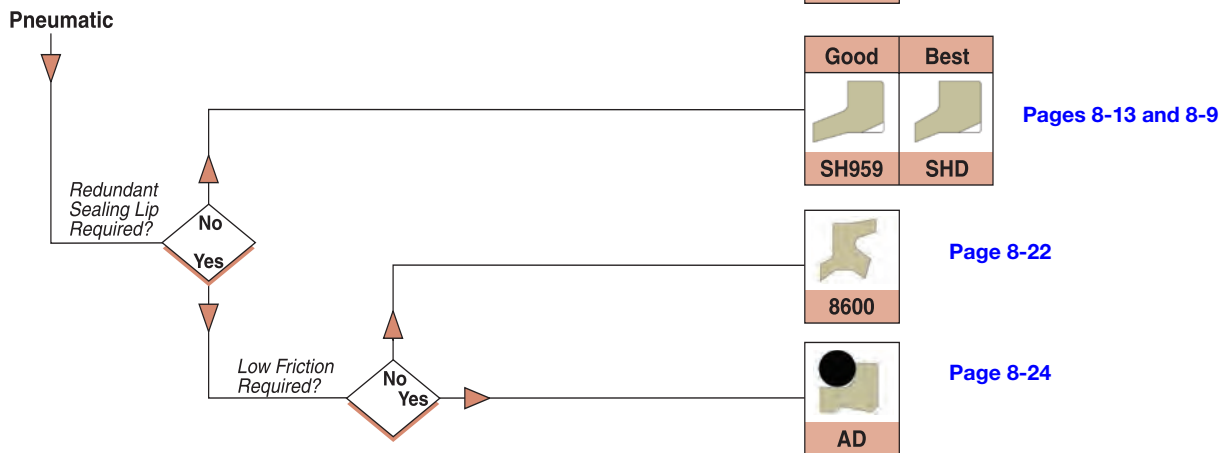 Pneumatic
Good
Best
SH959
SHD
Pages 8-13 and 8-9
Redundant
Sealing Lip
Required?
No
Yes
8600
Page 8-22
Low Friction
Required?
No
Yes
AD
Page 8-24